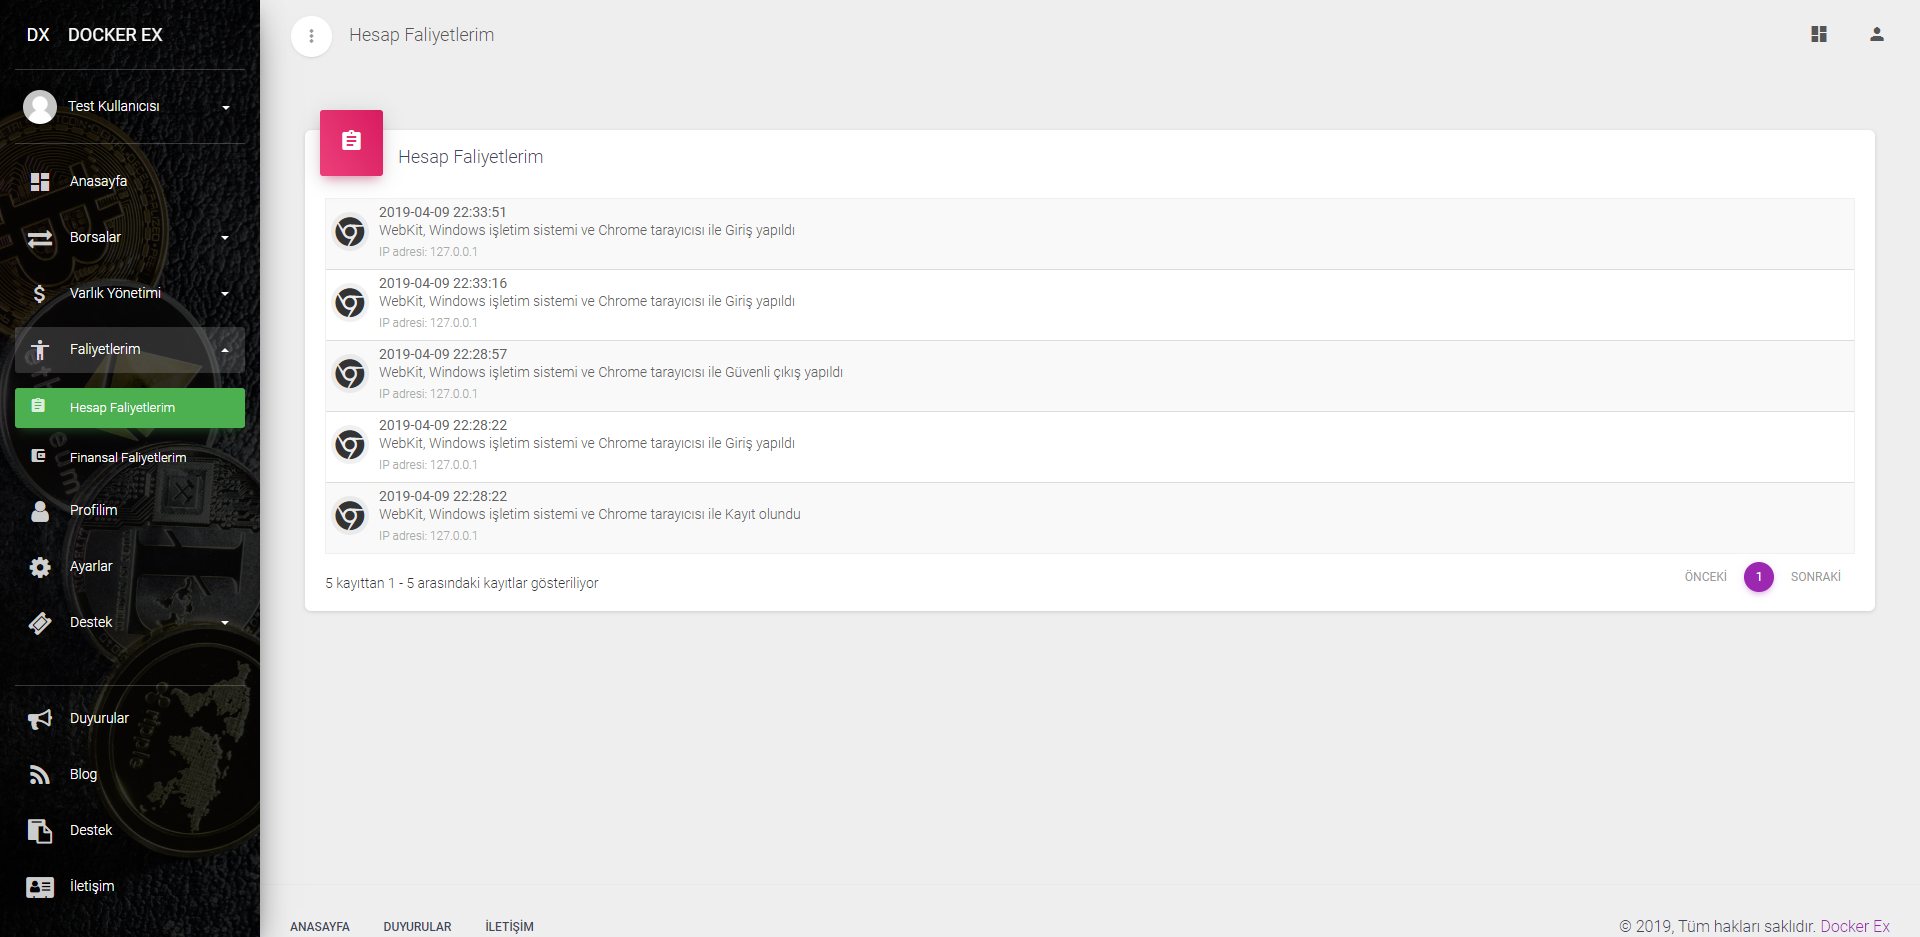 DX DOCKER EX
Test Kullanıcısı
Anasayfa
Borsalar
Varlık Yönetimi
Faliyetlerim
Hesap Faliyetlerim
Finansal Faliyetlerim
Profilim
Ayarlar
Destek
Duyurular
Blog
Destek
İletişim
Hesap Faliyetlerim
Hesap Faliyetlerim
2019-04-09 22:33:51
WebKit, Windows işletim sistemi ve Chrome tarayıcısı ile Giriş yapıldı
IP adresi: 127.0.0.1
2019-04-09 22:33:16
WebKit, Windows işletim sistemi ve Chrome tarayıcısı ile Giriş yapıldı
IP adresi: 127.0.0.1
2019-04-09 22:28:57
WebKit, Windows işletim sistemi ve Chrome tarayıcısı ile Güvenli çıkış yapıldı
IP adresi: 127.0.0.1
2019-04-09 22:28:22
WebKit, Windows işletim sistemi ve Chrome tarayıcısı ile Giriş yapıldı
IP adresi: 127.0.0.1
2019-04-09 22:28:22
WebKit, Windows işletim sistemi ve Chrome tarayıcısı ile Kayıt olundu
IP adresi: 127.0.0.1
5 kayıttan 1 - 5 arasındaki kayıtlar gösteriliyor
ÖNCEKİ 1 SONRAKİ
ANASAYFA DUYURULAR İLETİŞİM
© 2019, Tüm hakları saklıdır. Docker Ex
ethereum
ripple